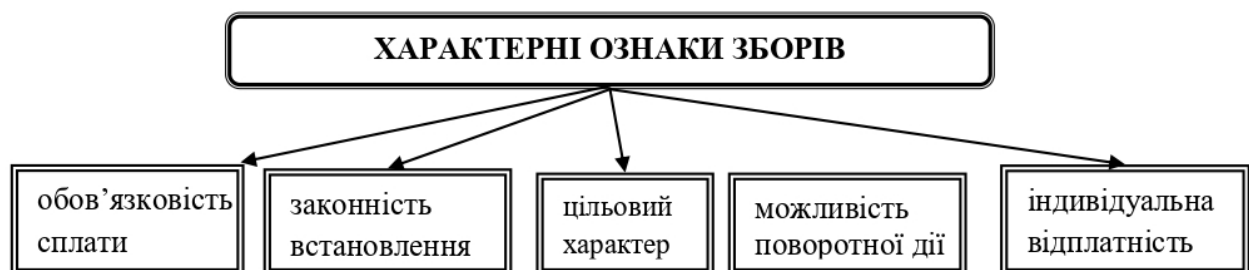 ХАРАКТЕРНІ ОЗНАКИ ЗБОРІВ
обов’язковість
сплати
законність
встановлення
цільовий
характер
можливість
поворотної дії
індивідуальна
відплатність